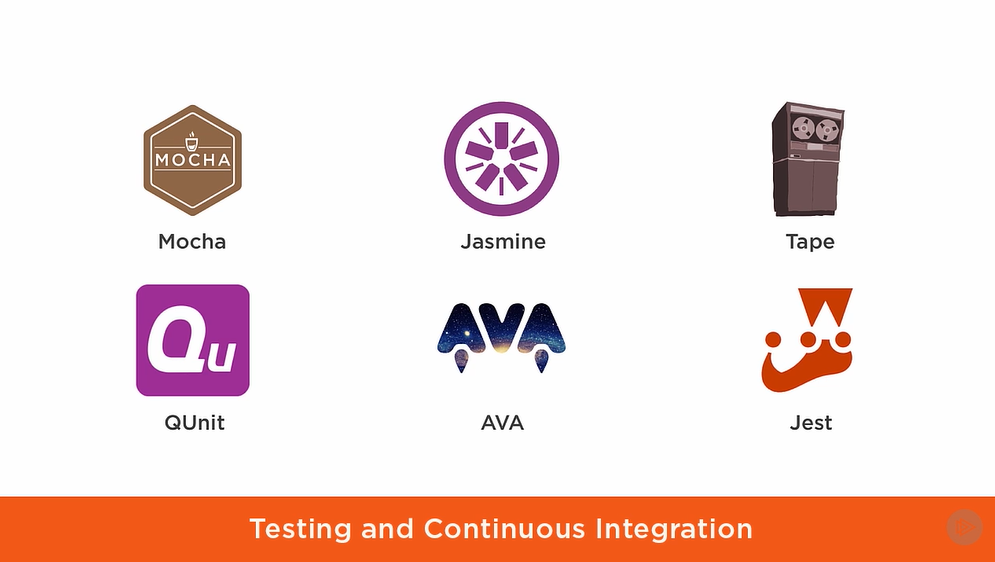 MOCHA
Mocha
Jasmine
Tape
Qu
QUnit
AVA
AVA
Jest
Testing and Continuous Integration